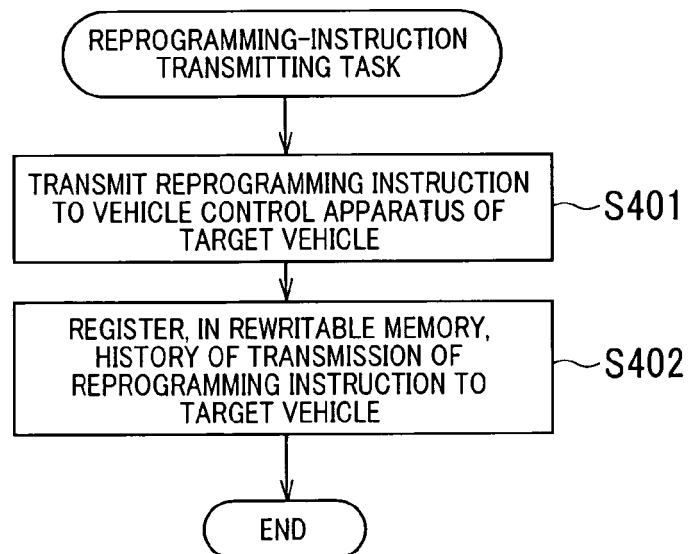 REPROGRAMMING-INSTRUCTION
TRANSMITTING TASK
TRANSMIT REPROGRAMMING INSTRUCTION
TO VEHICLE CONTROL APPARATUS OF
TARGET VEHICLE
S401
REGISTER, IN REWRITABLE MEMORY,
HISTORY OF TRANSMISSION OF
REPROGRAMMING INSTRUCTION TO
TARGET VEHICLE
S402
END